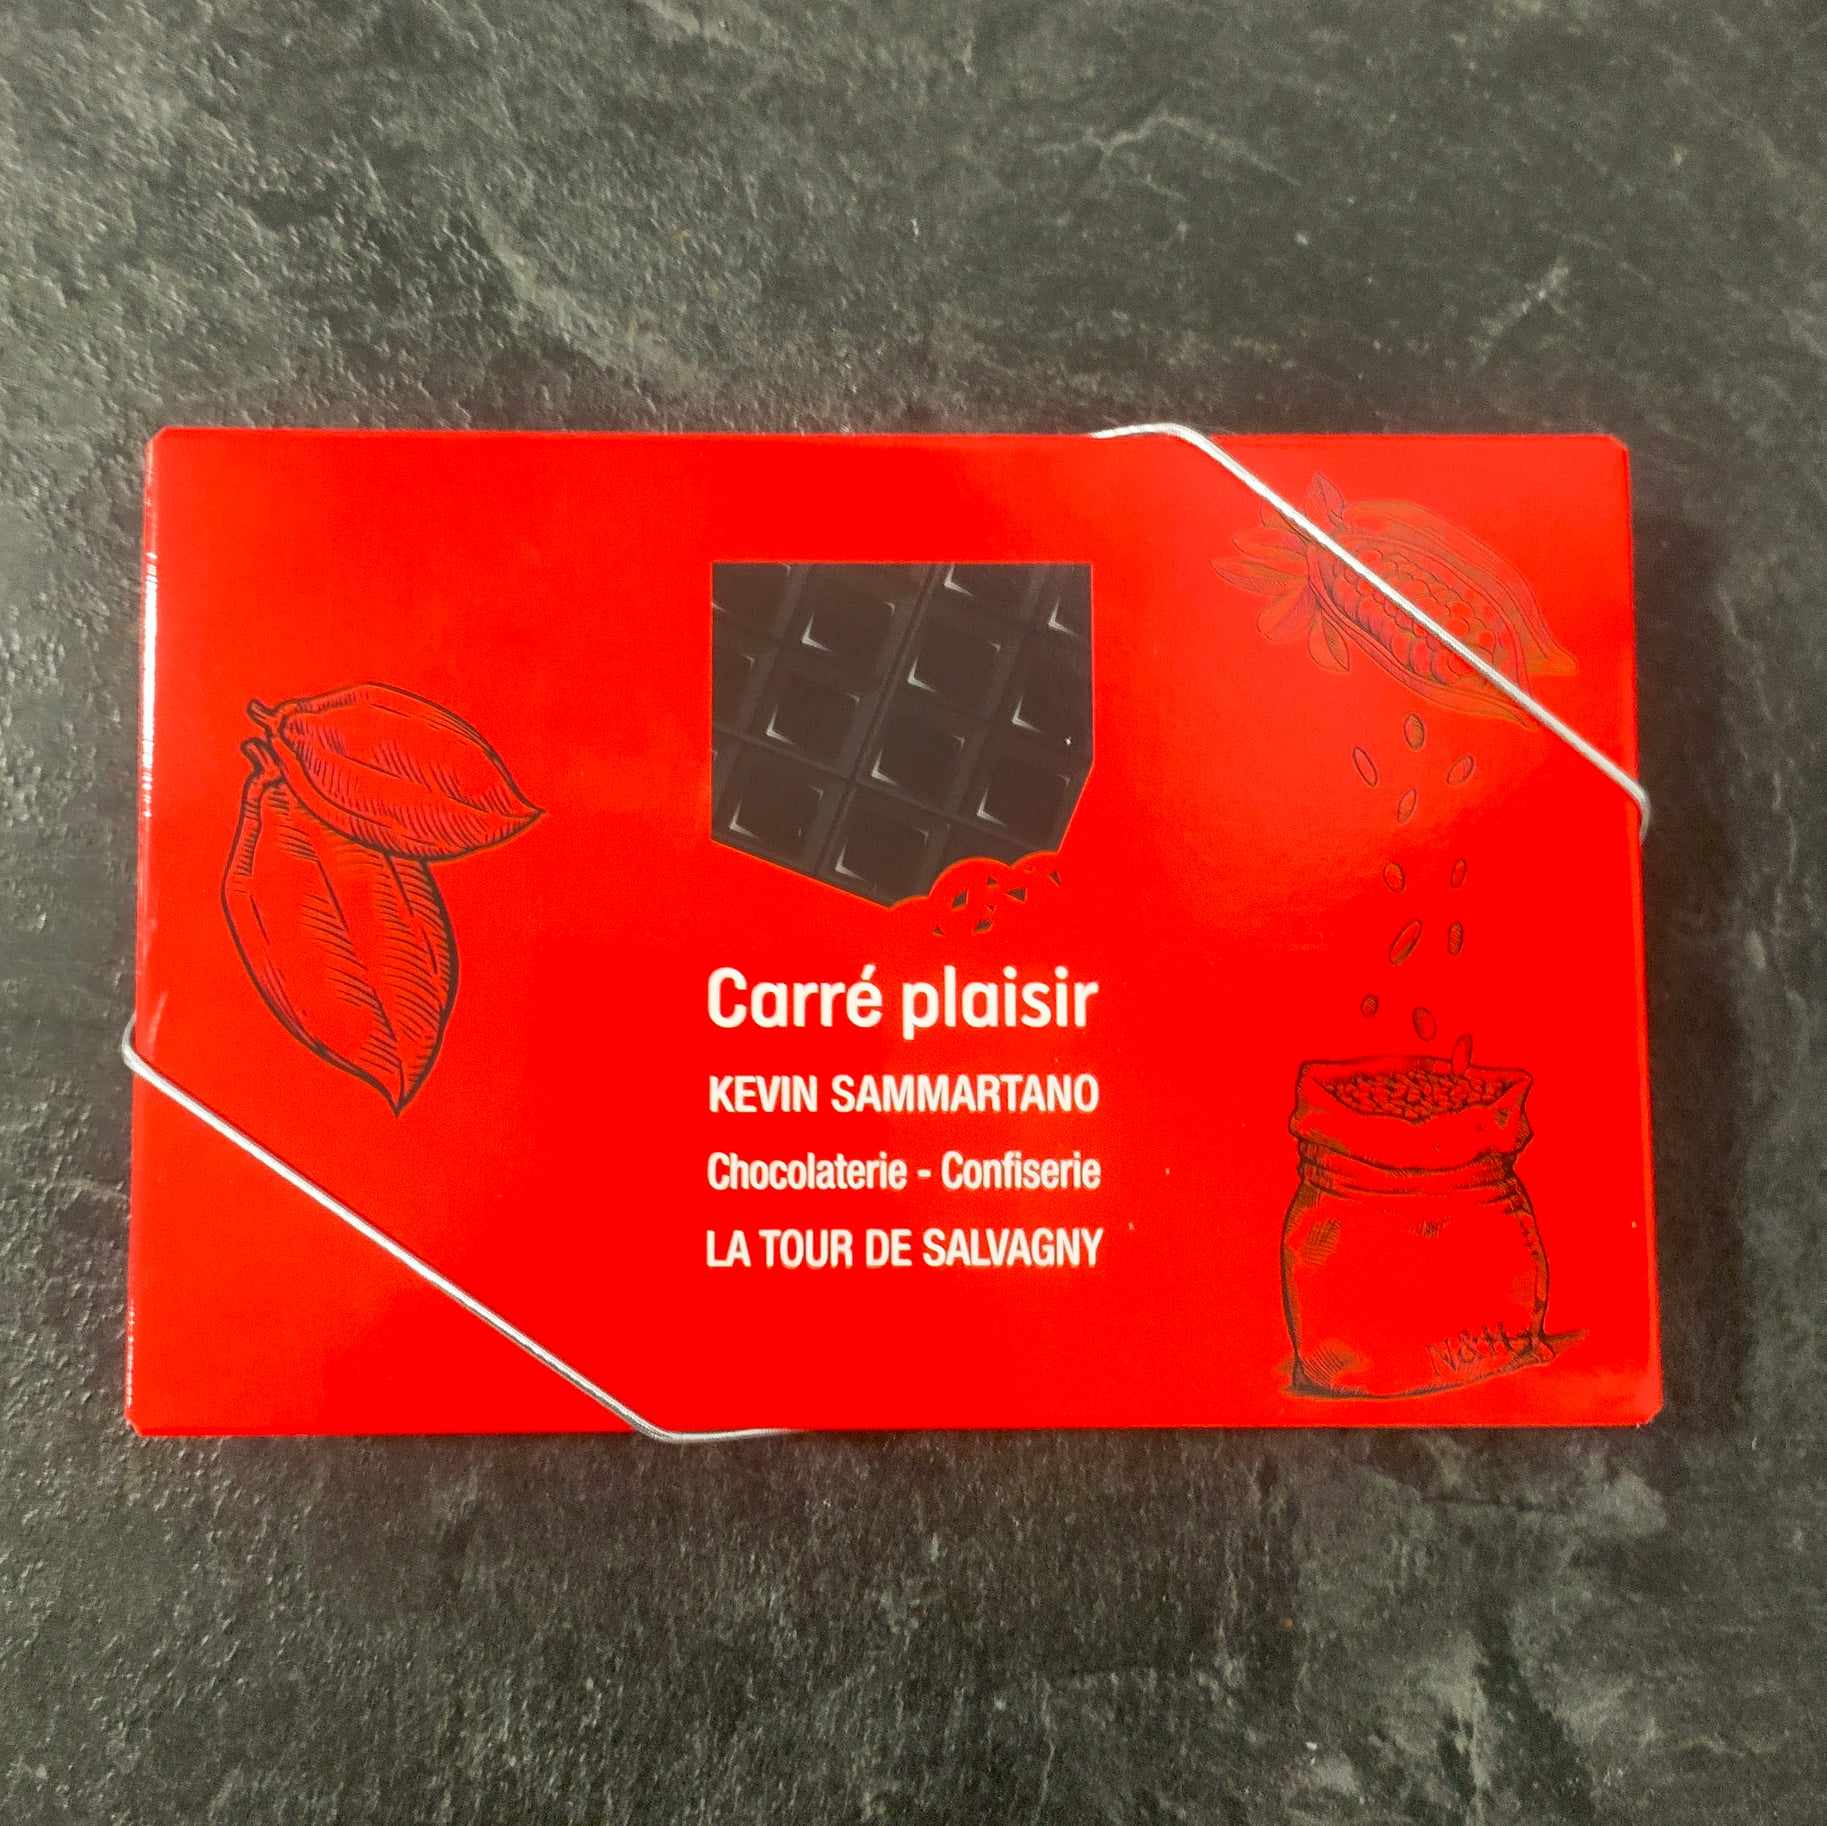 Carré plaisir
KEVIN SAMMARTANO
Chocolaterie - Confiserie
LA TOUR DE SALVAGNY